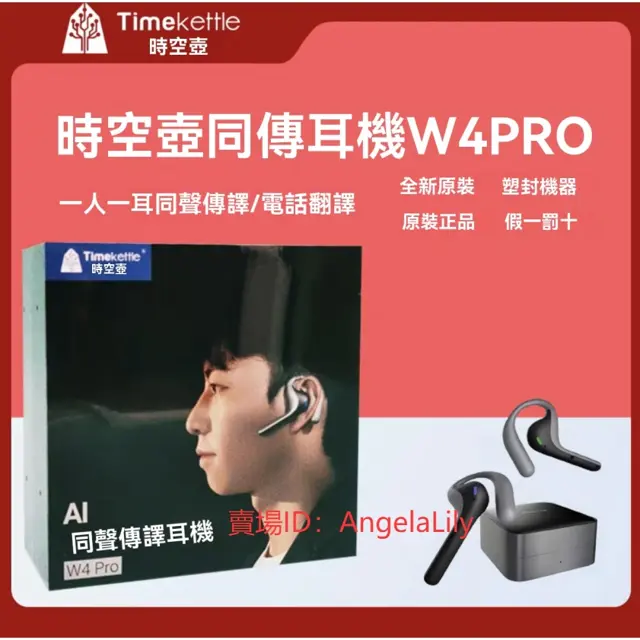 Timekettle
時空壺
時空壺同傳耳機W4PRO
一人一耳同聲傳譯/電話翻譯
全新原裝 塑封機器
原裝正品 假一罰十
Timekettle®
時空壺
賣場ID：AngelaLily
AI
同聲傳譯耳機
W4 Pro